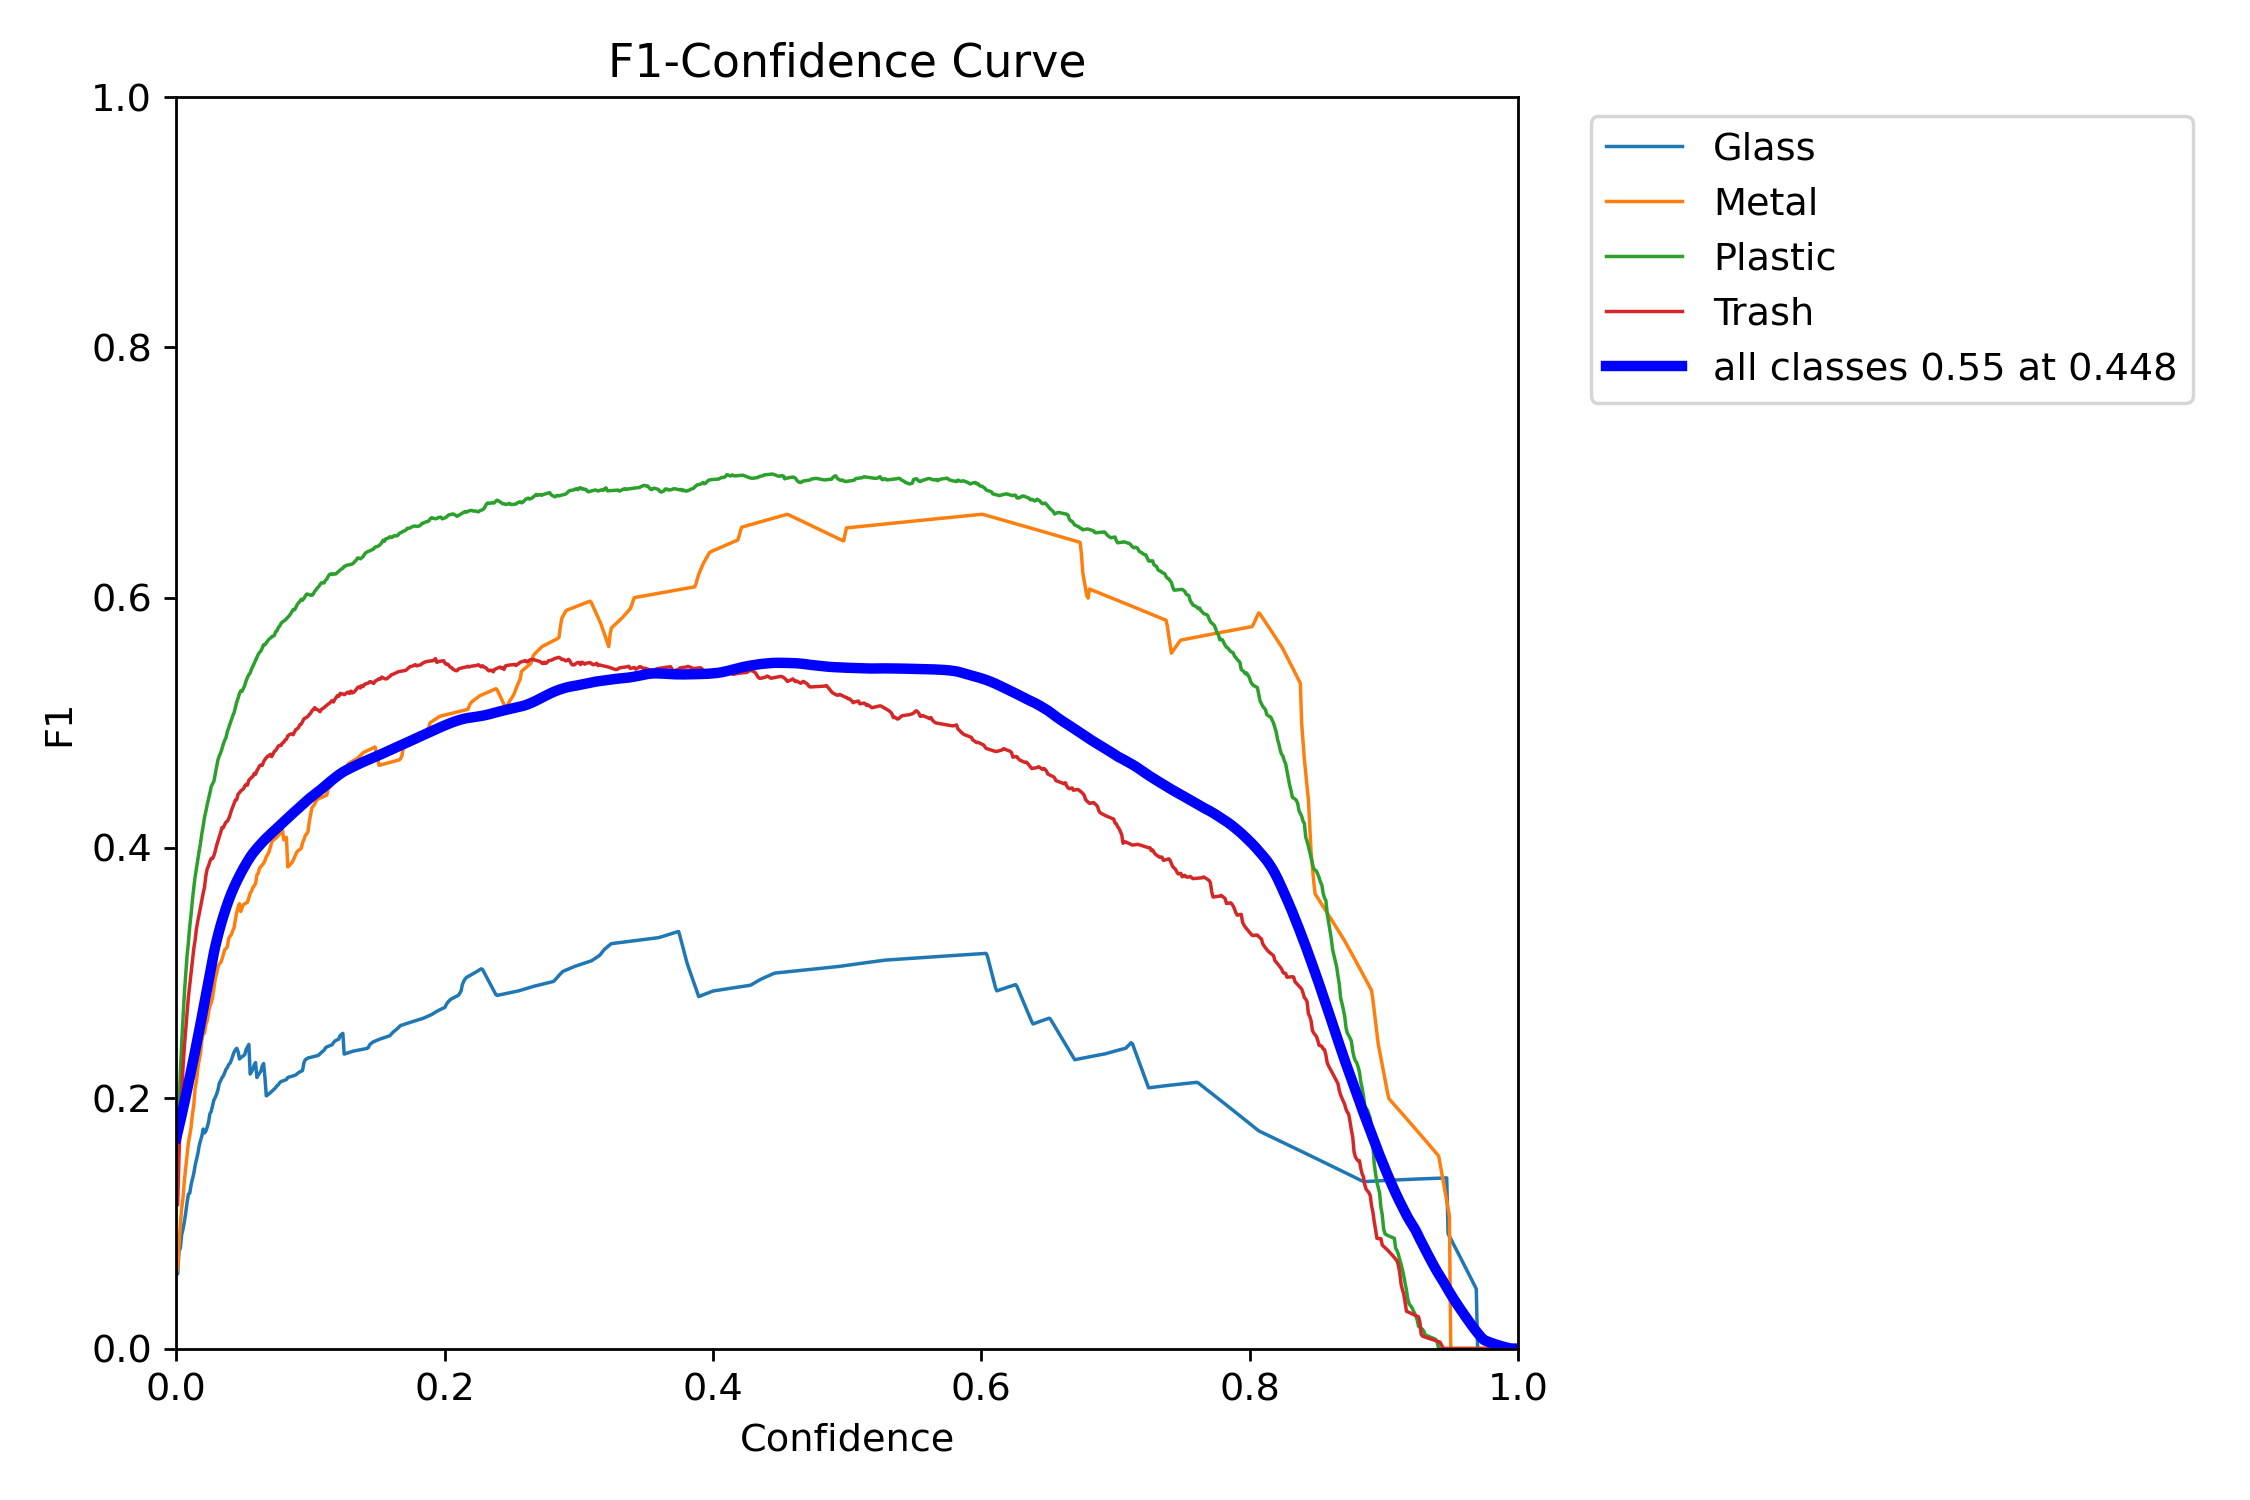 F1-Confidence Curve
1.0
0.8
0.6
0.4
0.2
0.0
F1
0.0 0.2 0.4 0.6 0.8 1.0
Confidence
Glass
Metal
Plastic
Trash
all classes 0.55 at 0.448